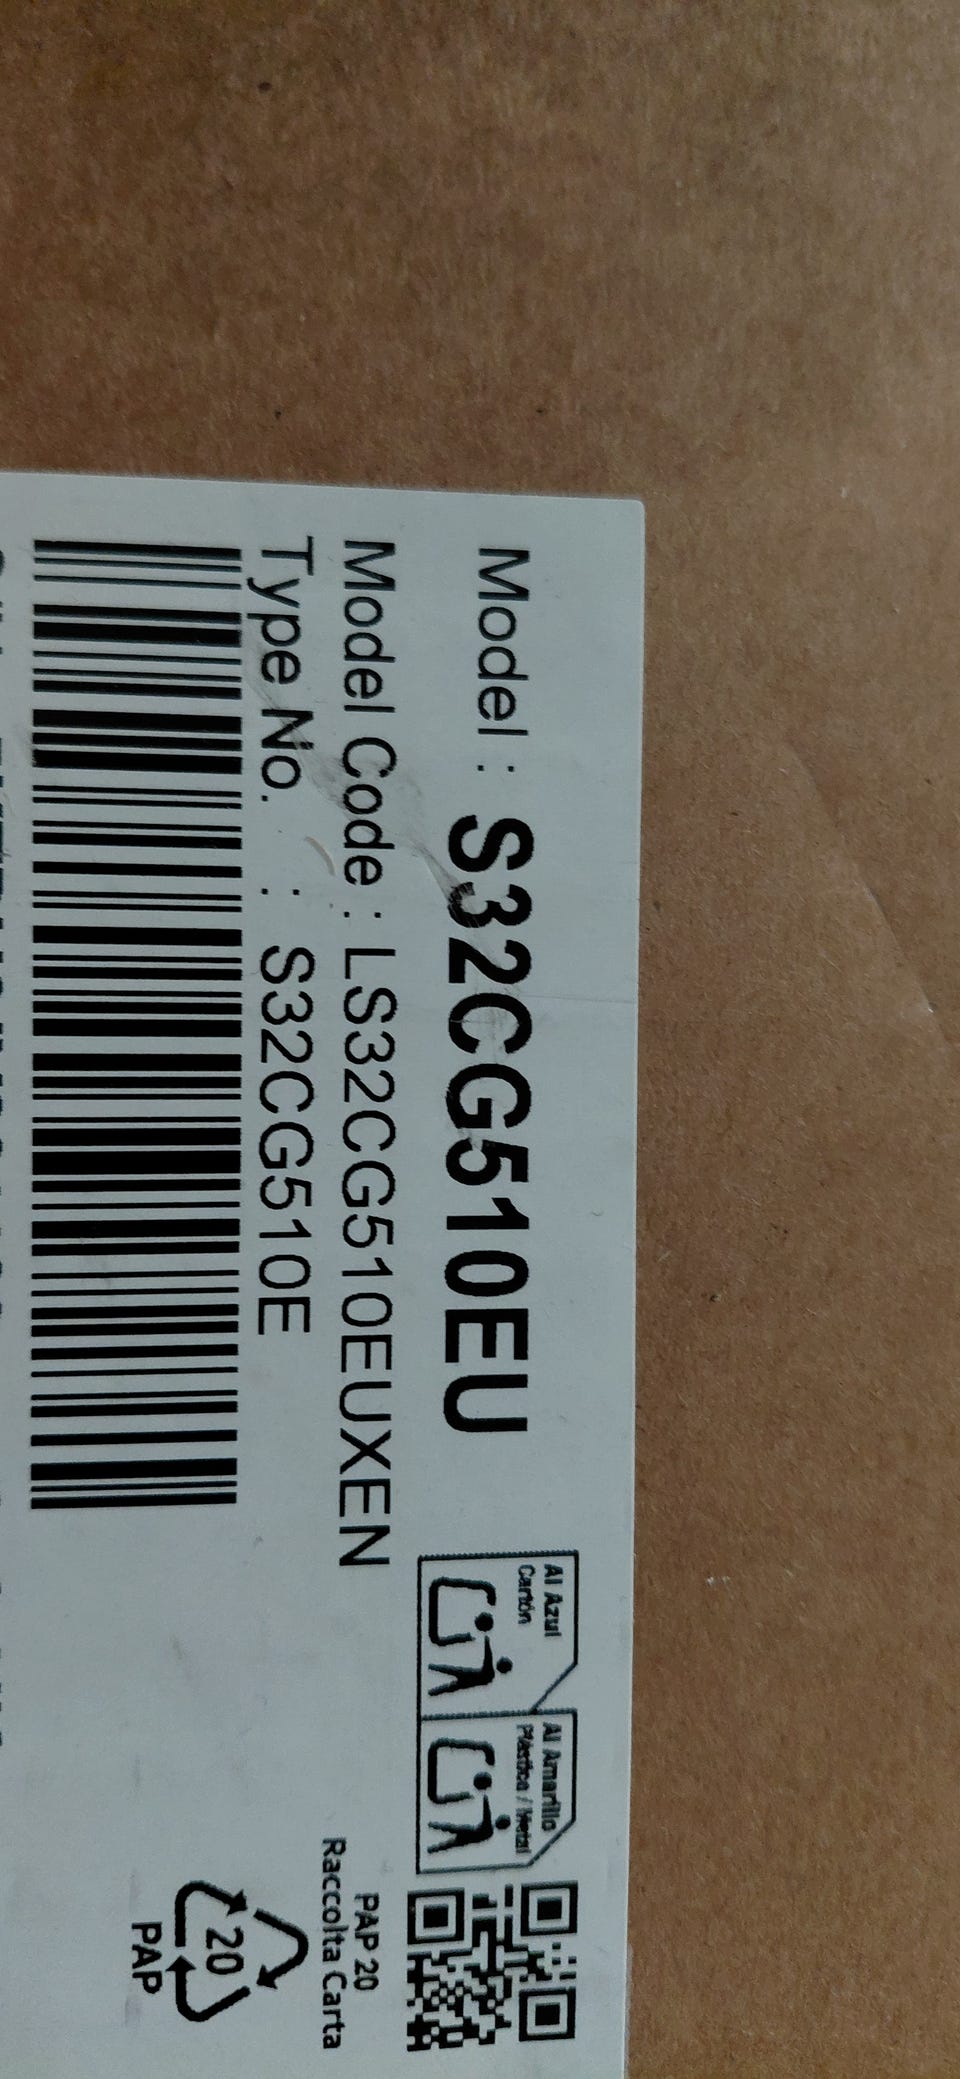 Model : S32CG510EU
Model Code : LS32CG510EUXEN
Type No. : S32CG510E
Al Azul
Cartón
Al Amarillo
Plástico / Metal
PAP 20
Raccolta Carta
20
PAP